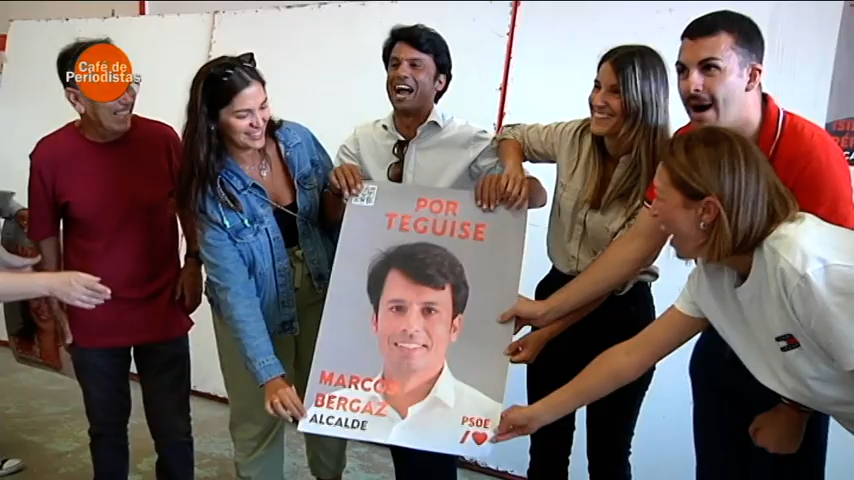 Café de
Periodistas
POR
TEGUISE
MARCOS
BERGAZ
ALCALDE
PSOE